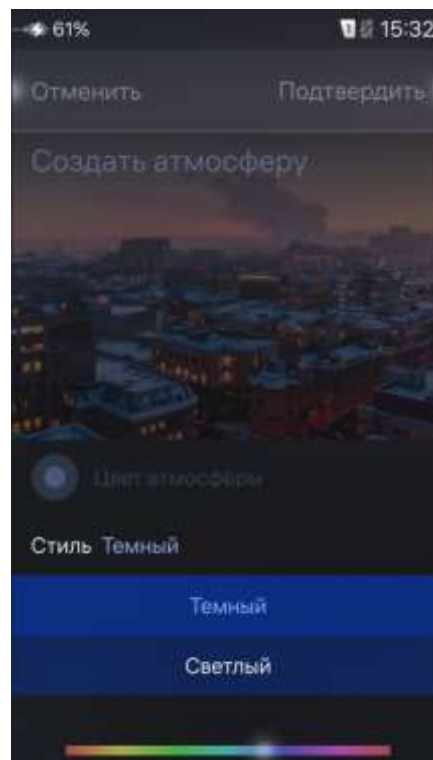 61% 15:32
Отменить Подтвердить
Создать атмосферу
Цвет атмосферы
Стиль Темный
Темный
Светлый